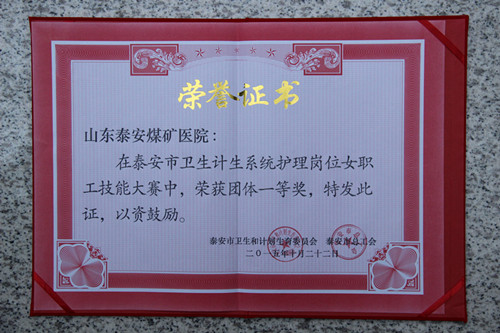 荣誉证书
山东泰安煤矿医院：
在泰安市卫生计生系统护理岗位女职
工技能大赛中，荣获团体一等奖，特发此
证，以资鼓励。
泰安市卫生和计划生育委员会 泰安市总工会
二〇一五年十月二十二日